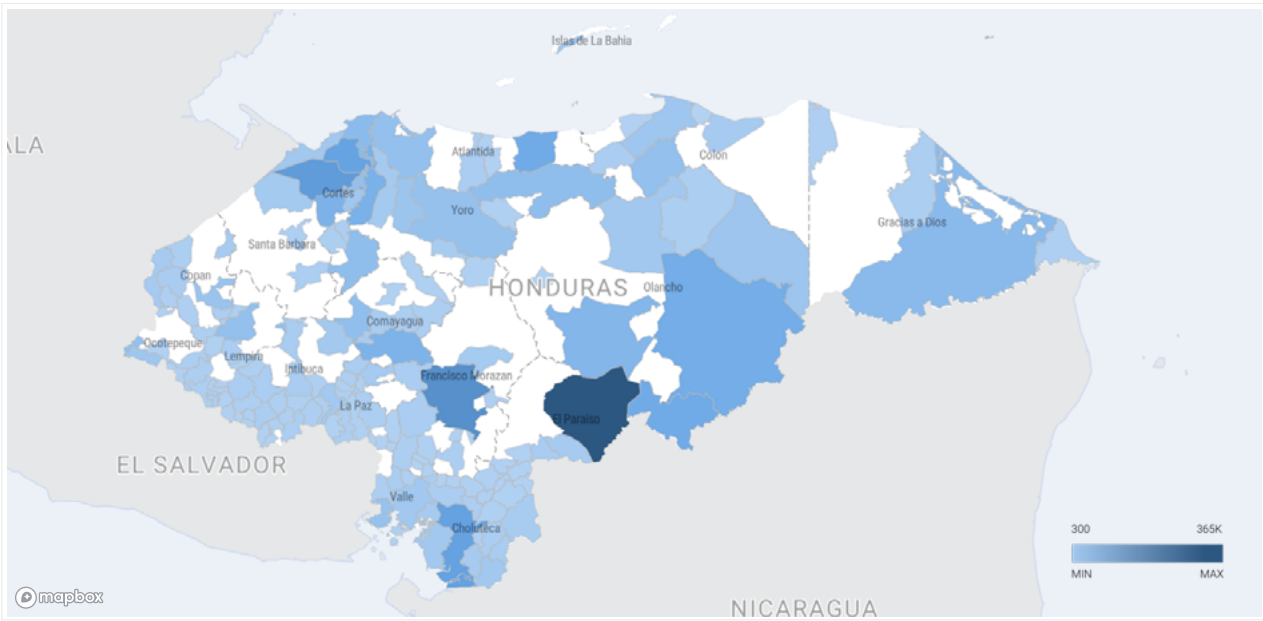 Islas de La Bahia
ALA
Atlantida
Colon
Cortes
Yoro
Gracias a Dios
Santa Barbara
Copan
HONDURAS
Olancho
Comayagua
Ocotepeque
Lempira
Intibuca
Francisco Morazan
La Paz
El Paraiso
EL SALVADOR
Valle
Choluteca
300 365K
MIN MAX
mapbox
NICARAGUA